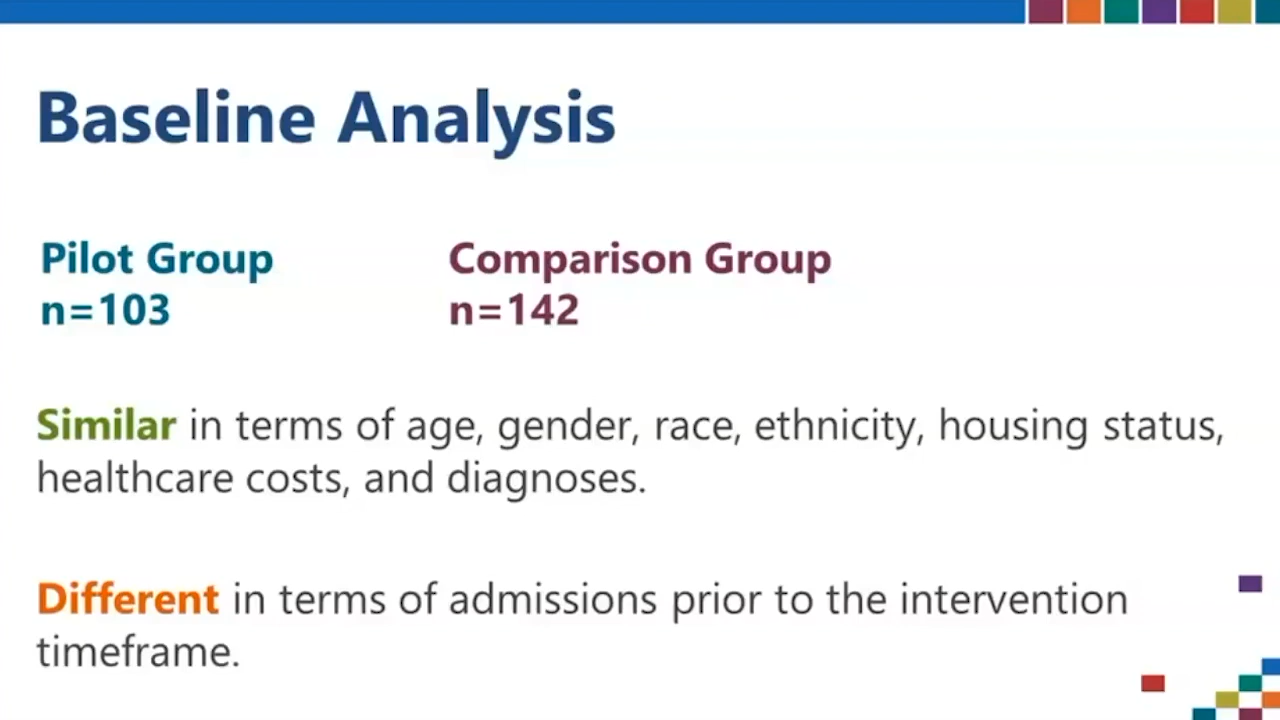 Baseline Analysis
Pilot Group
n=103
Comparison Group
n=142
Similar in terms of age, gender, race, ethnicity, housing status,
healthcare costs, and diagnoses.
Different in terms of admissions prior to the intervention
timeframe.